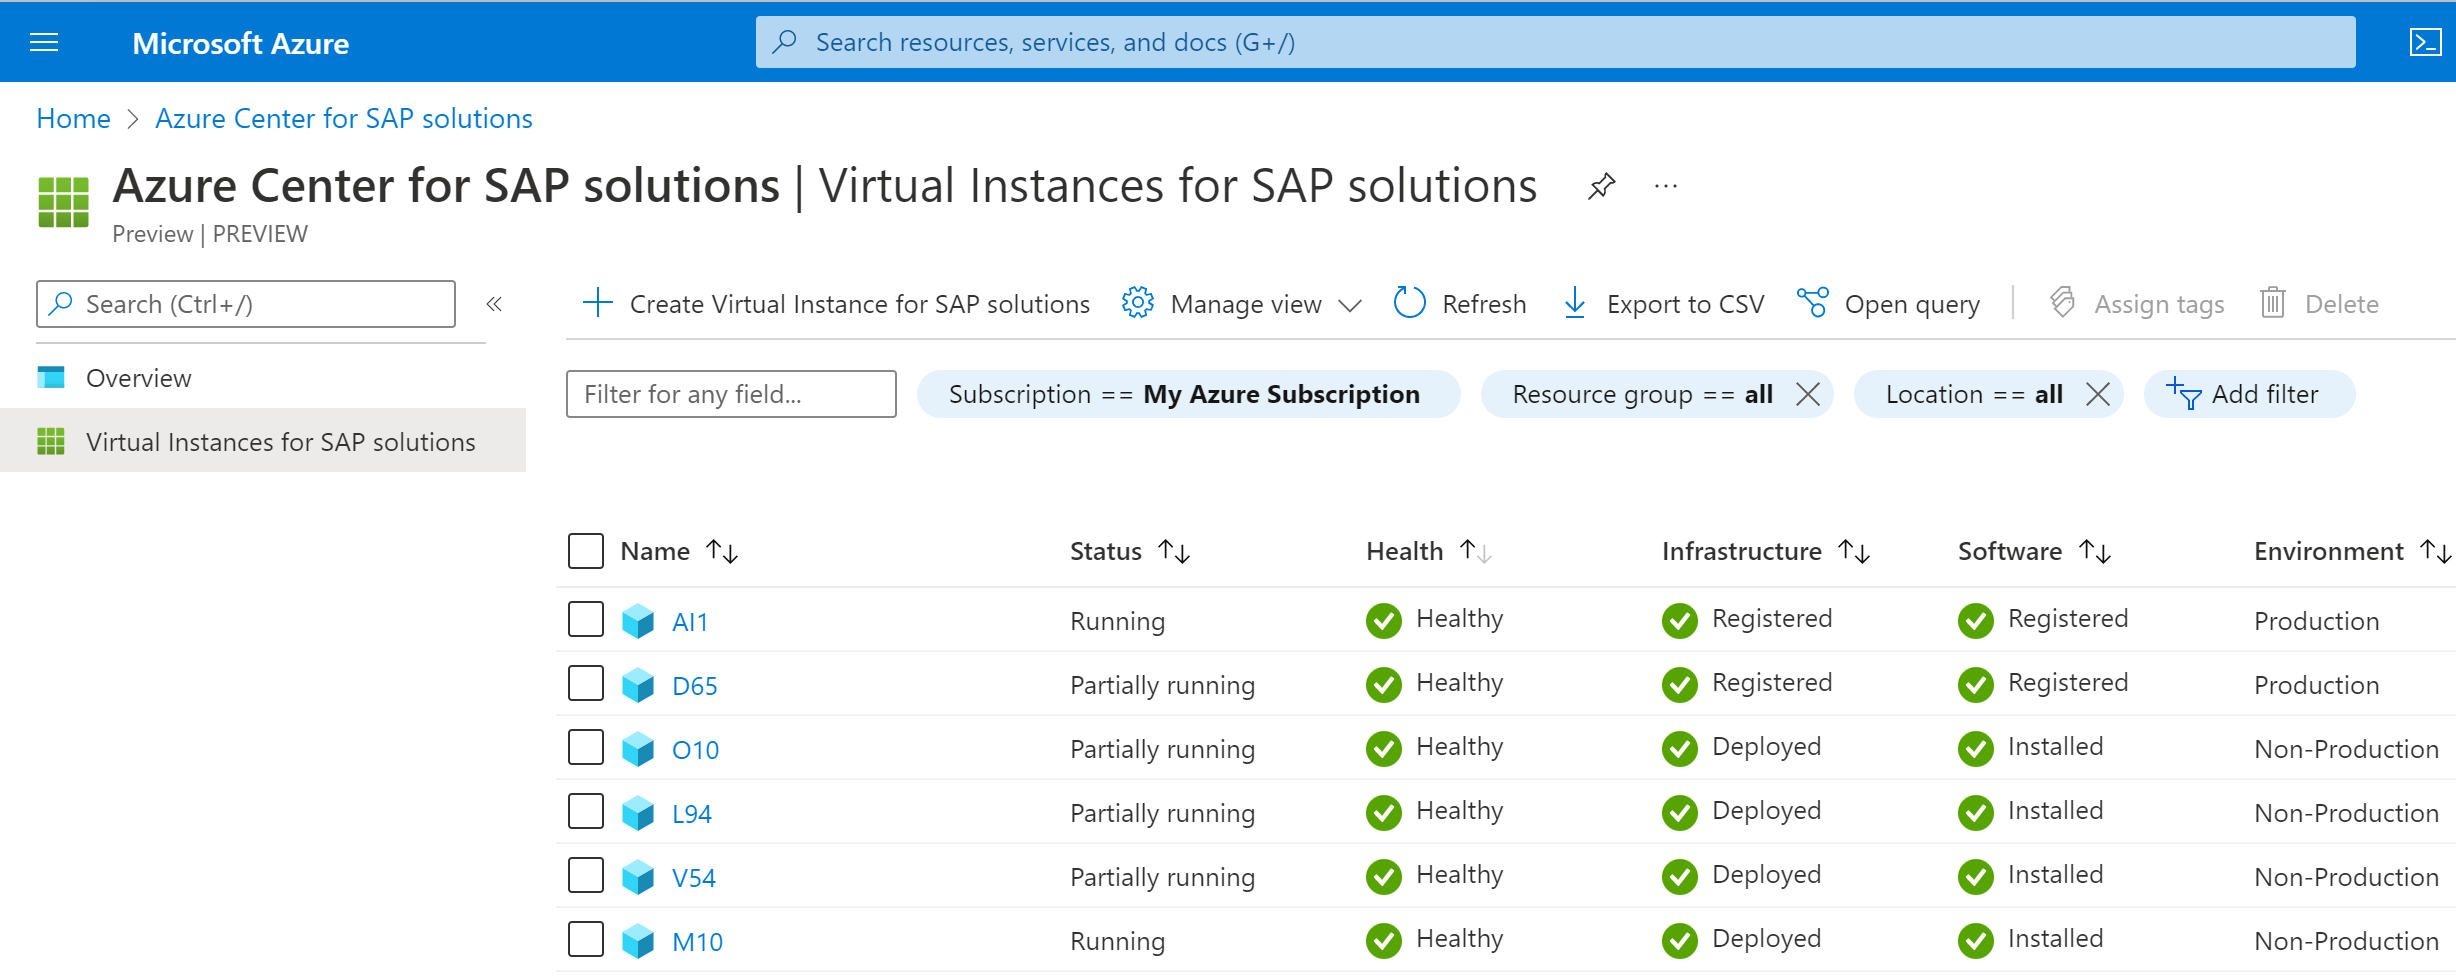 Microsoft Azure
Search resources, services, and docs (G+/)
Home > Azure Center for SAP solutions
Azure Center for SAP solutions | Virtual Instances for SAP solutions ...
Preview | PREVIEW
Search (Ctrl+/) «
Overview
Virtual Instances for SAP solutions
+ Create Virtual Instance for SAP solutions Manage view Refresh Export to CSV Open query Assign tags Delete
Filter for any field... Subscription == My Azure Subscription Resource group == all Location == all Add filter
Name Status Health Infrastructure Software Environment
AI1 Running Healthy Registered Registered Production
D65 Partially running Healthy Registered Registered Production
O10 Partially running Healthy Deployed Installed Non-Production
L94 Partially running Healthy Deployed Installed Non-Production
V54 Partially running Healthy Deployed Installed Non-Production
M10 Running Healthy Deployed Installed Non-Production